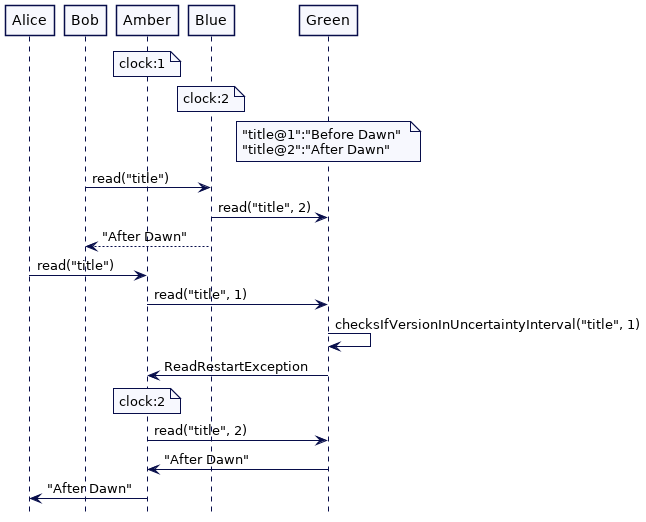 Alice Bob Amber Blue Green
clock:1
clock:2
"title@1":"Before Dawn"
"title@2":"After Dawn"
read("title")
read("title", 2)
"After Dawn"
read("title")
read("title", 1)
checksIfVersionInUncertaintyInterval("title", 1)
ReadRestartException
clock:2
read("title", 2)
"After Dawn"
"After Dawn"